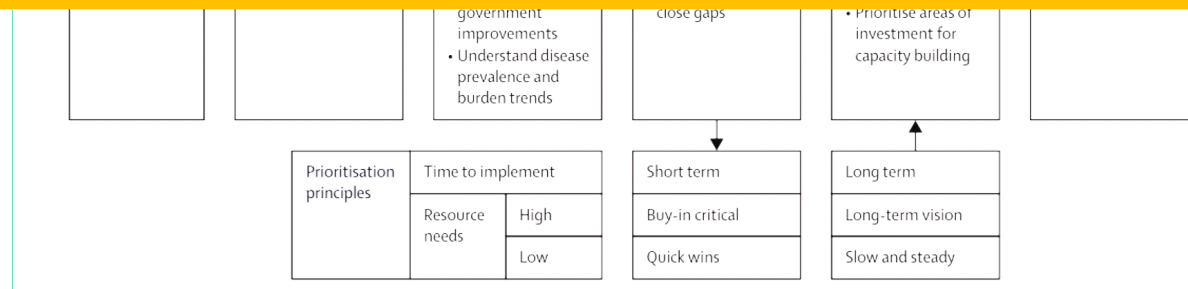 government
improvements
• Understand disease
prevalence and
burden trends
close gaps
• Prioritise areas of
investment for
capacity building
Prioritisation
principles
Time to implement
Resource
needs
High
Low
Short term
Buy-in critical
Quick wins
Long term
Long-term vision
Slow and steady